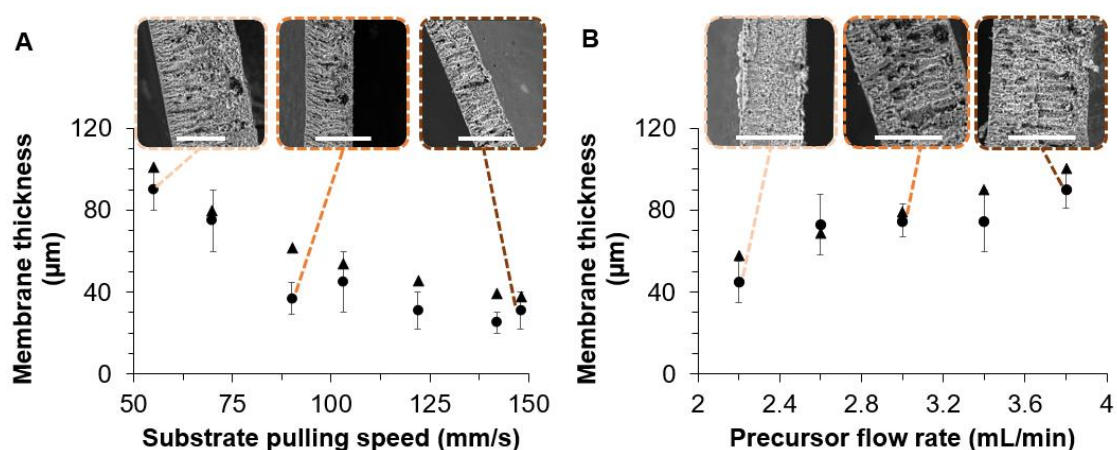 A
Membrane thickness
(µm)
120
80
40
0
50
75
100
125
150
Substrate pulling speed (mm/s)
B
Membrane thickness
(µm)
120
80
40
0
2
2.4
2.8
3.2
3.6
4
Precursor flow rate (mL/min)